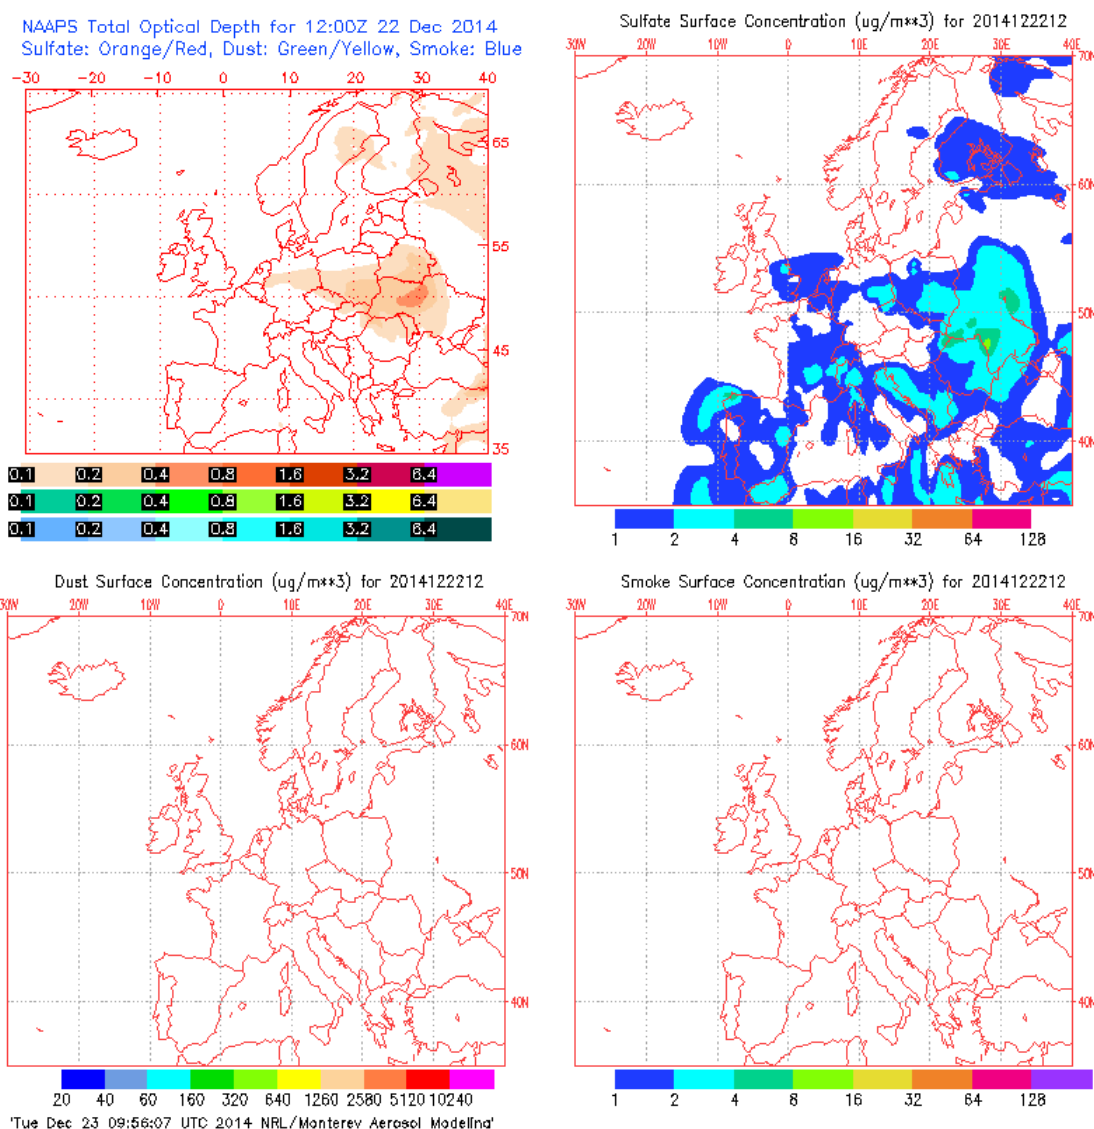 NAAPS Total Optical Depth for 12:00Z 22 Dec 2014
Sulfate: Orange/Red, Dust: Green/Yellow, Smoke: Blue
-30 -20 -10 0 10 20 30 40
65
55
45
35
0.1 0.2 0.4 0.8 1.6 3.2 6.4
0.1 0.2 0.4 0.8 1.6 3.2 6.4
0.1 0.2 0.4 0.8 1.6 3.2 6.4
Sulfate Surface Concentration (ug/m**3) for 2014122212
30W 20W 10W 0 10E 20E 30E 40E
70N
60N
50N
40N
1 2 4 8 16 32 64 128
Dust Surface Concentration (ug/m**3) for 2014122212
30W 20W 10W 0 10E 20E 30E 40E
70N
60N
50N
40N
20 40 60 160 320 640 1260 2580 5120 10240
'Tue Dec 23 09:56:07 UTC 2014 NRL/Monterey Aerosol Modeling'
Smoke Surface Concentration (ug/m**3) for 2014122212
30W 20W 10W 0 10E 20E 30E 40E
70N
60N
50N
40N
1 2 4 8 16 32 64 128